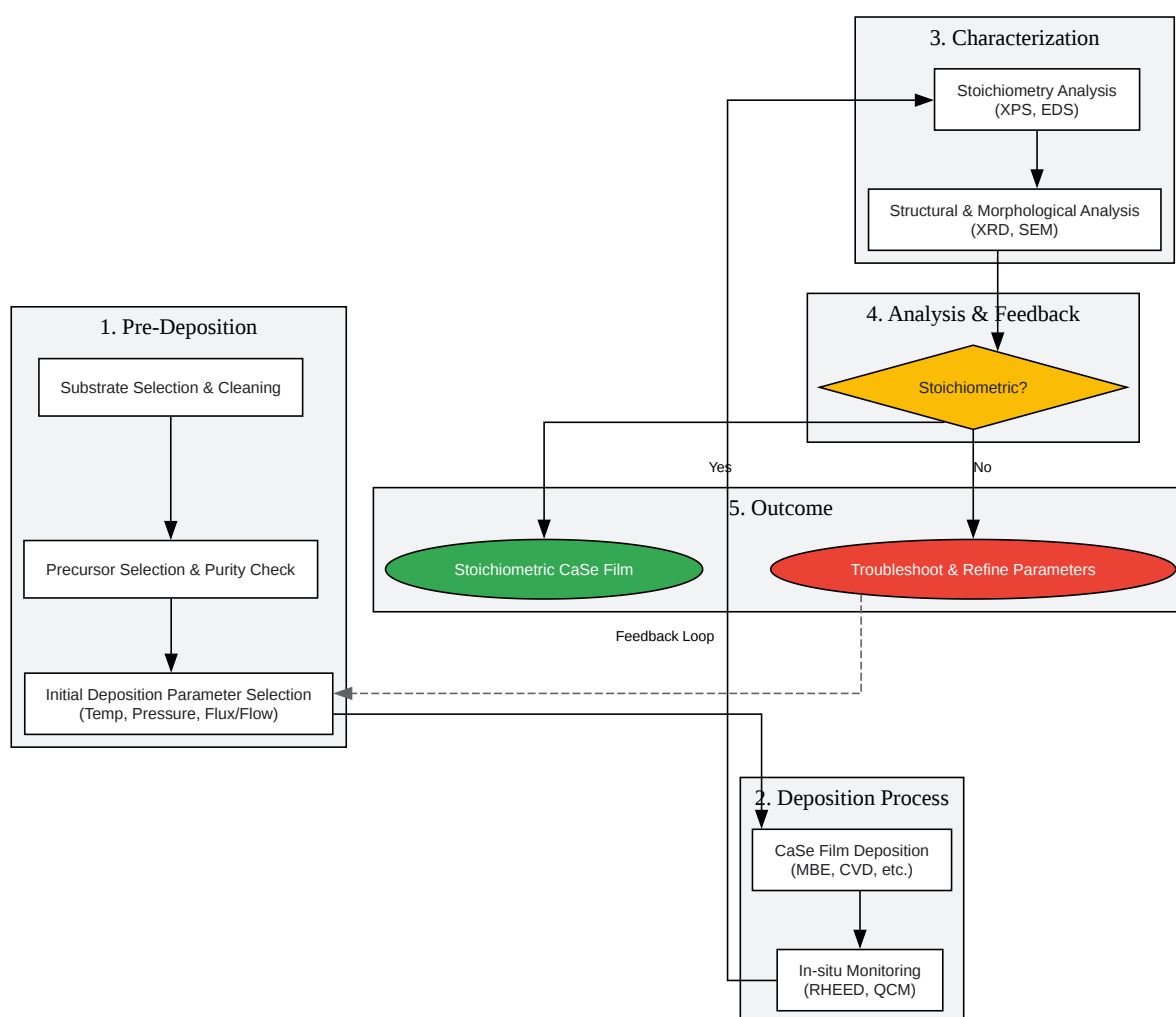 3. Characterization
Stoichiometry Analysis
(XPS, EDS)
Structural & Morphological Analysis
(XRD, SEM)
4. Analysis & Feedback
Stoichiometric?
1. Pre-Deposition
Substrate Selection & Cleaning
Precursor Selection & Purity Check
Initial Deposition Parameter Selection
(Temp, Pressure, Flux/Flow)
Yes
No
5. Outcome
Stoichiometric CaSe Film
Troubleshoot & Refine Parameters
Feedback Loop
2. Deposition Process
CaSe Film Deposition
(MBE, CVD, etc.)
In-situ Monitoring
(RHEED, QCM)